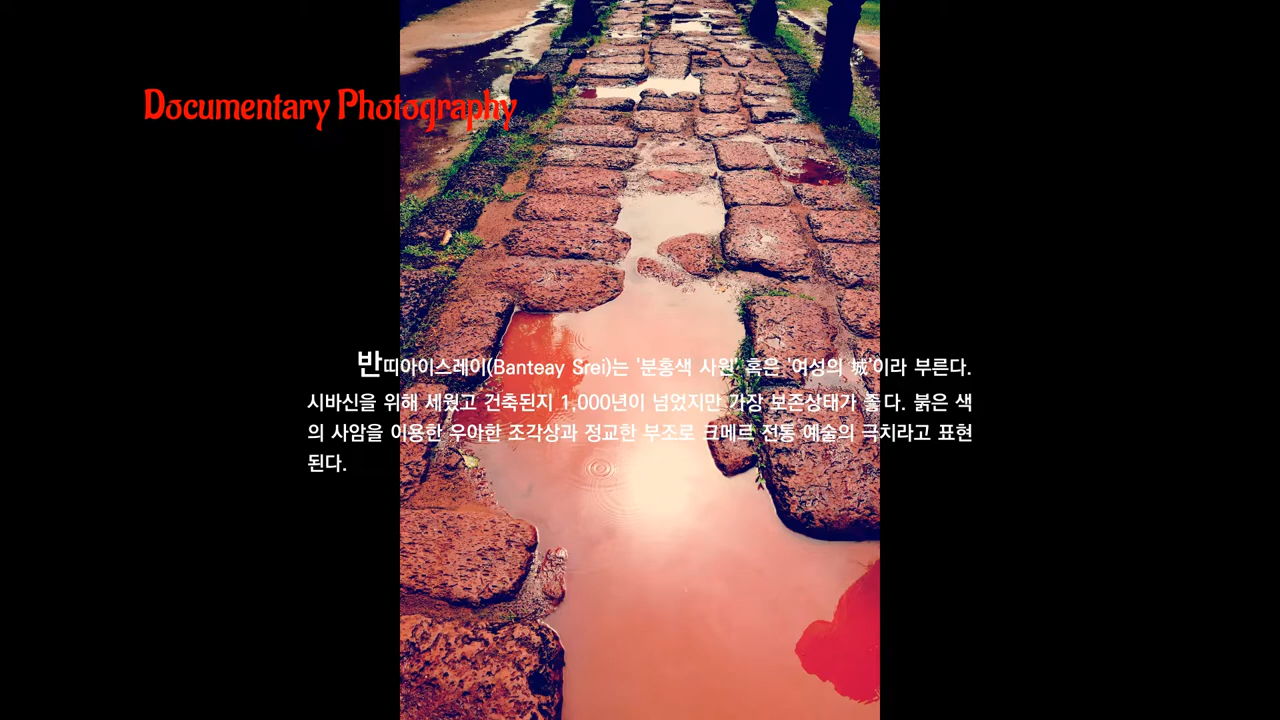 Documentary Photography
반띠아이스레이(Banteay Srei)는 '분홍색 사원' 혹은 '여성의 城'이라 부른다.
시바신을 위해 세웠고 건축된지 1,000년이 넘었지만 가장 보존상태가 좋다. 붉은 색
의 사암을 이용한 우아한 조각상과 정교한 부조로 크메르 전통 예술의 극치라고 표현
된다.